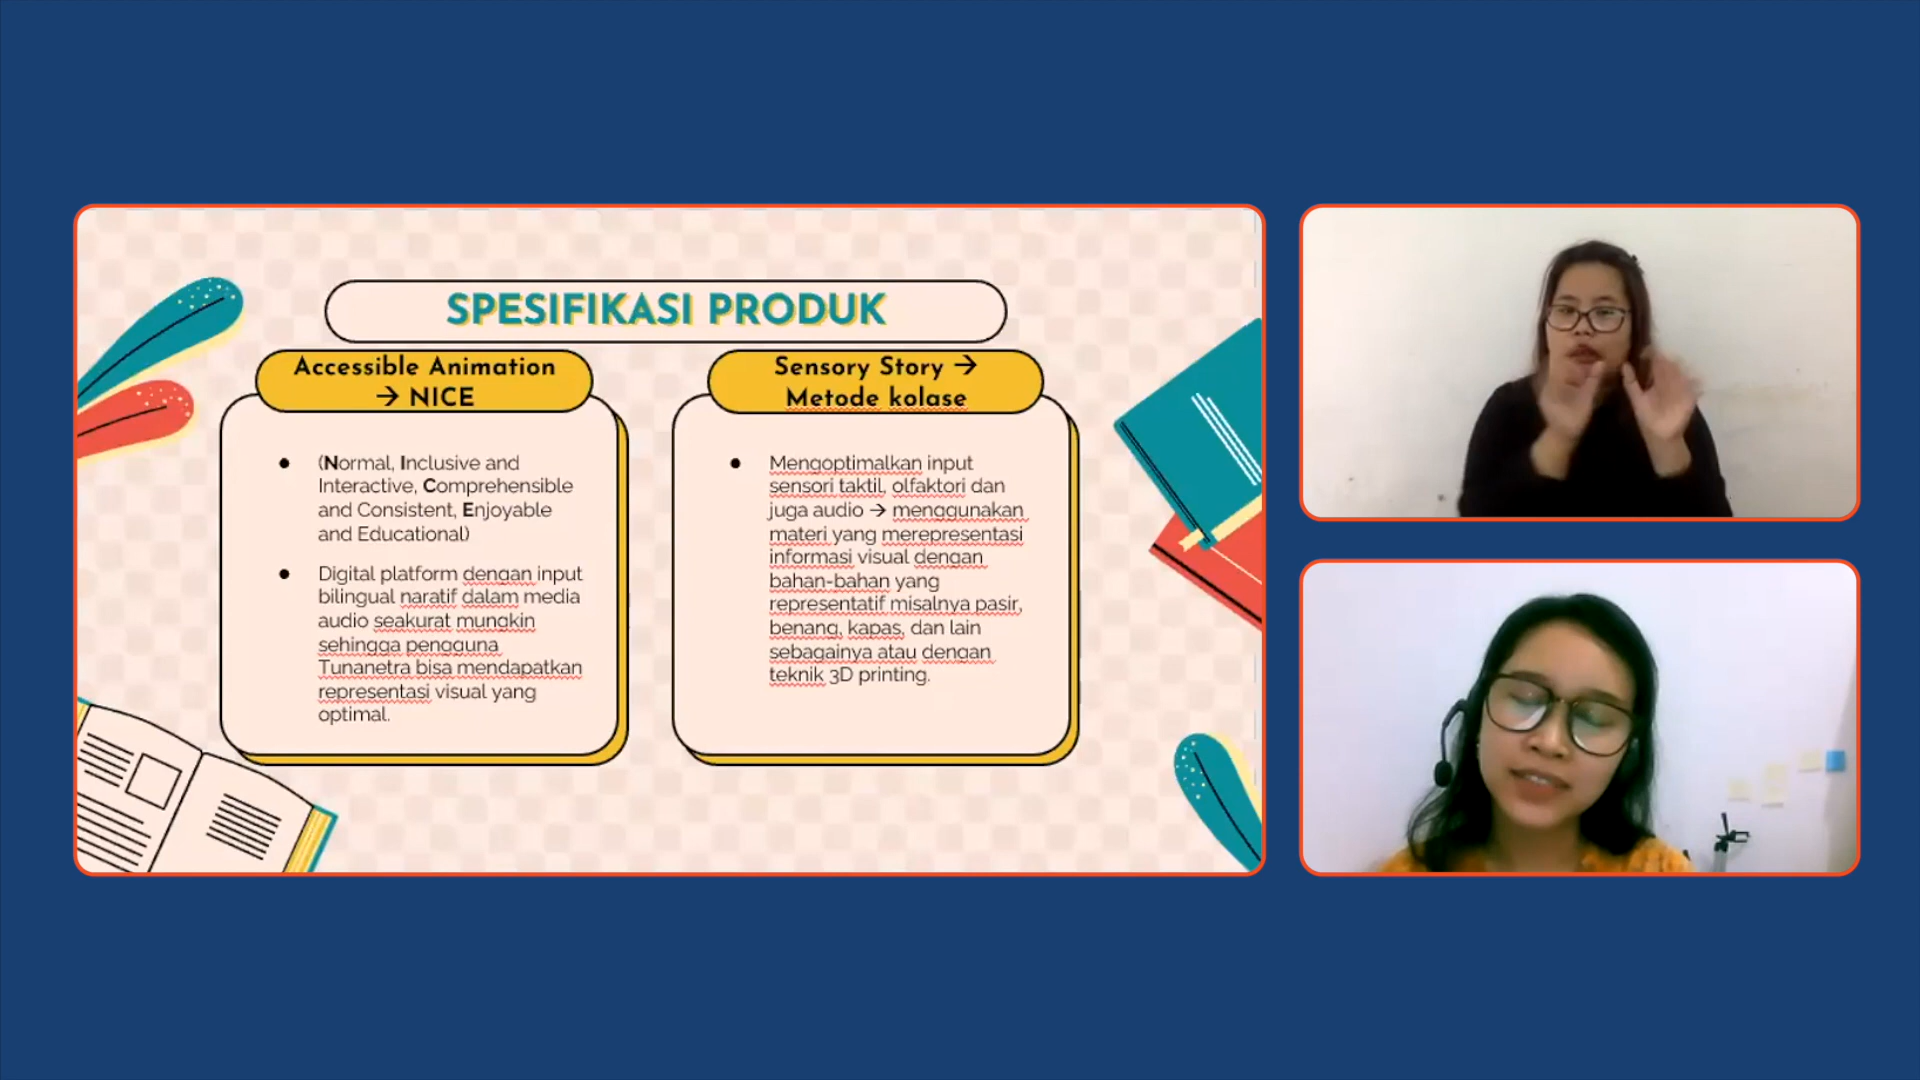 SPESIFIKASI PRODUK
Accessible Animation
→ NICE
● (Normal, Inclusive and
Interactive, Comprehensible
and Consistent, Enjoyable
and Educational)
● Digital platform dengan input
bilingual naratif dalam media
audio seakurat mungkin
sehingga pengguna
Tunanetra bisa mendapatkan
representasi visual yang
optimal.
Sensory Story →
Metode kolase
● Mengoptimalkan input
sensori taktil, olfaktori dan
juga audio → menggunakan
materi yang merepresentasi
informasi visual dengan
bahan-bahan yang
representatif misalnya pasir,
benang, kapas, dan lain
sebagainya atau dengan
teknik 3D printing.